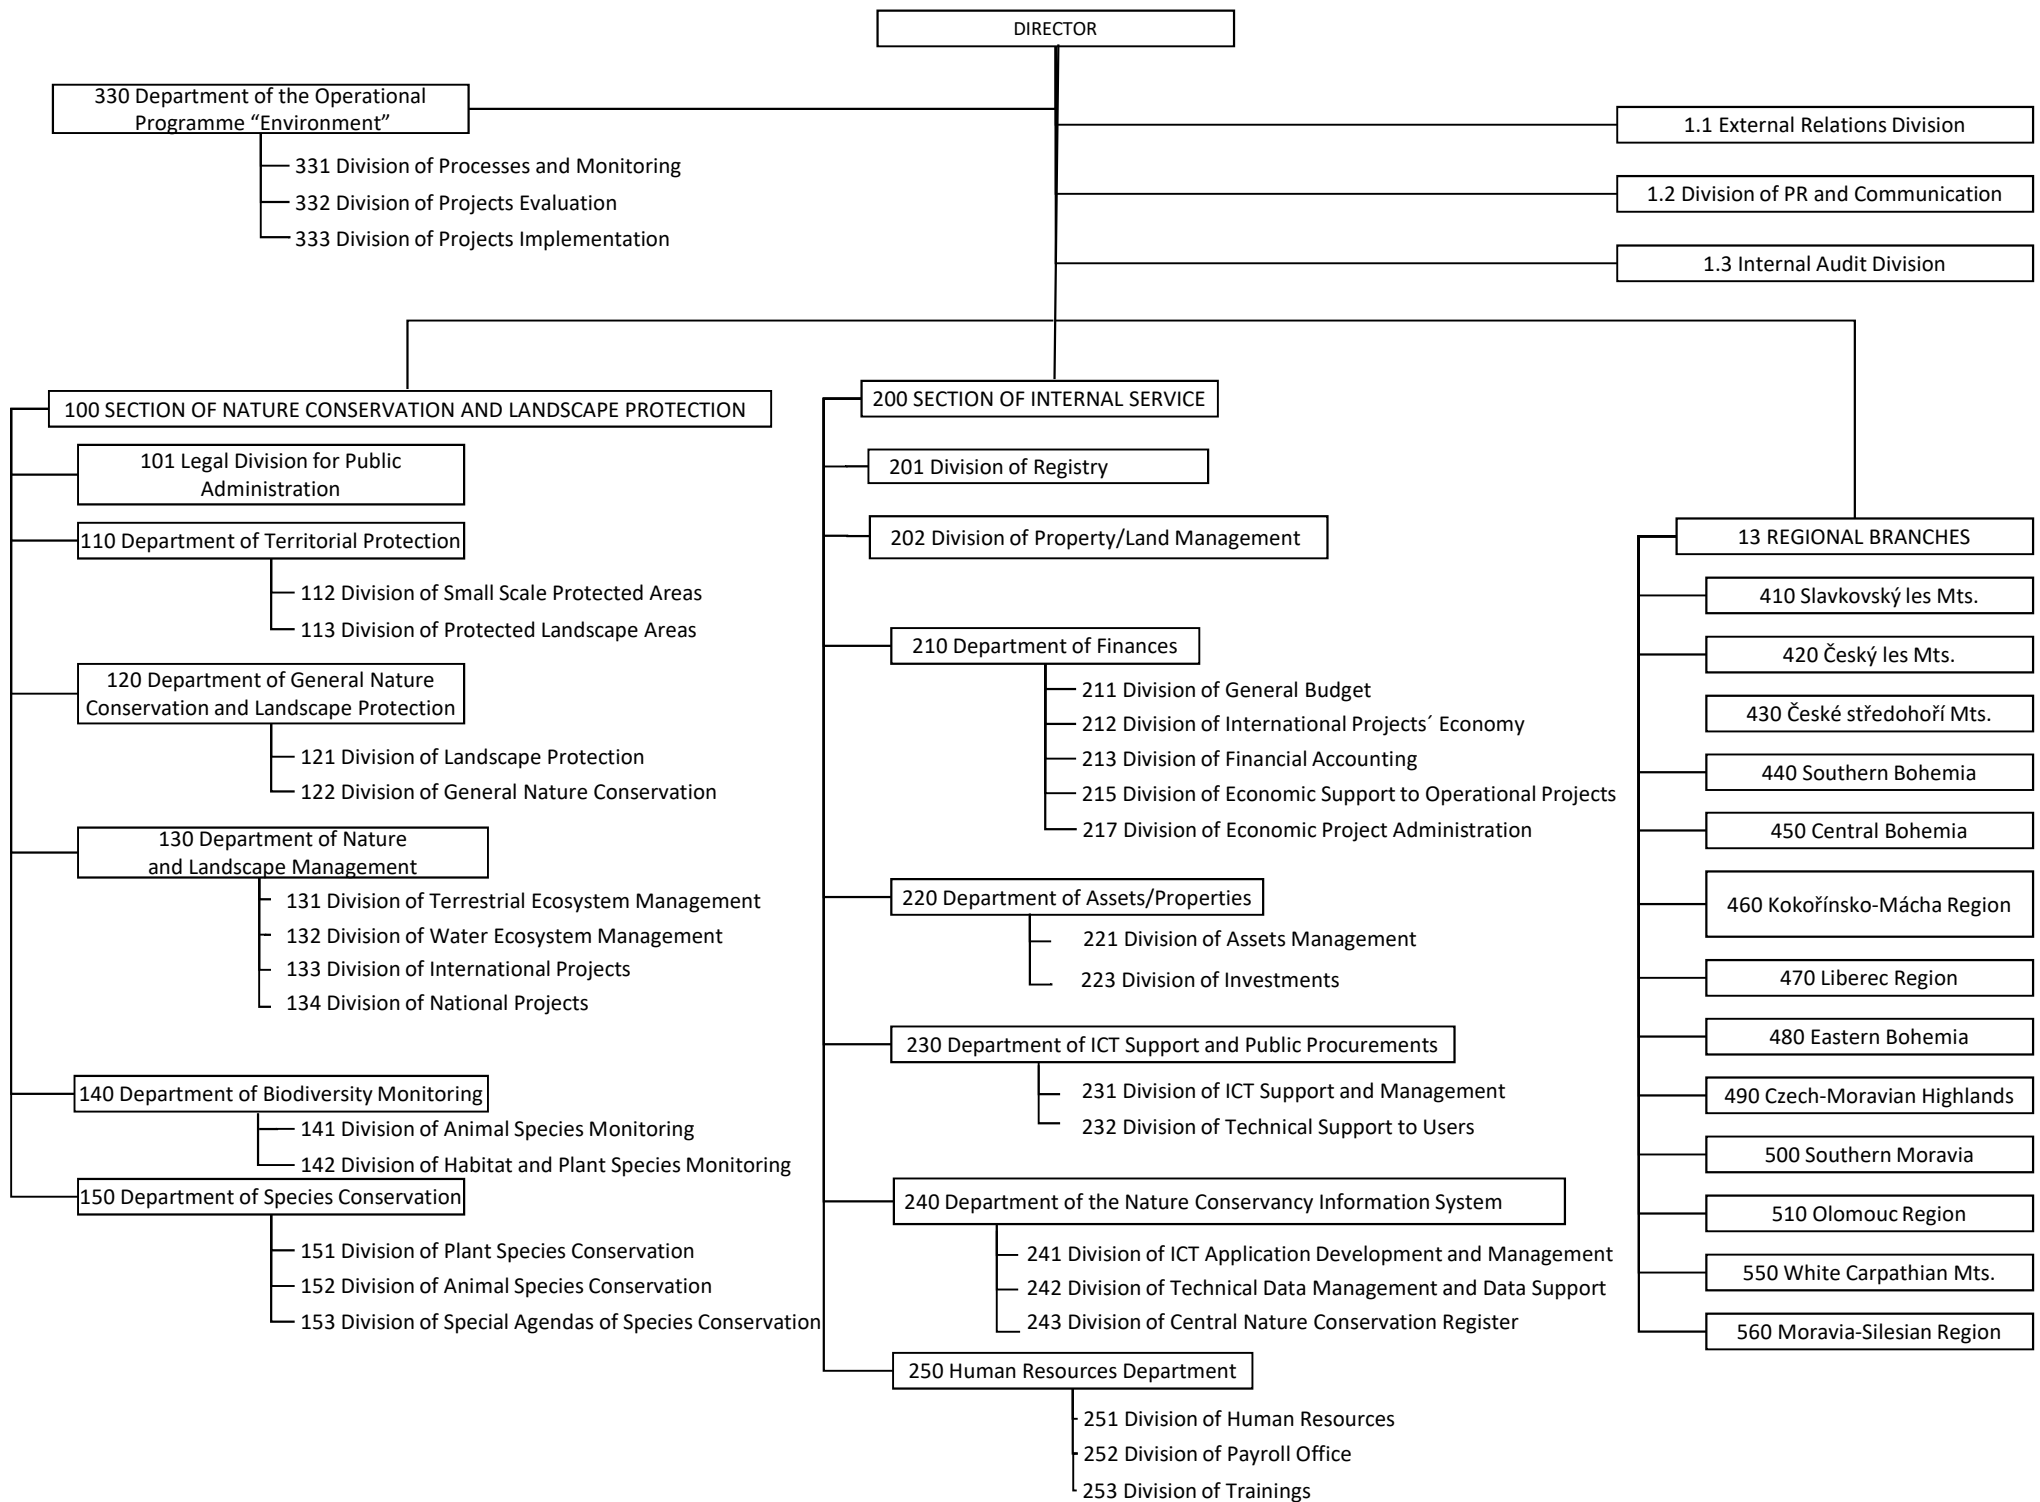 DIRECTOR
330 Department of the Operational
Programme “Environment”
331 Division of Processes and Monitoring
332 Division of Projects Evaluation
333 Division of Projects Implementation
1.1 External Relations Division
1.2 Division of PR and Communication
1.3 Internal Audit Division
100 SECTION OF NATURE CONSERVATION AND LANDSCAPE PROTECTION
101 Legal Division for Public
Administration
110 Department of Territorial Protection
112 Division of Small Scale Protected Areas
113 Division of Protected Landscape Areas
120 Department of General Nature
Conservation and Landscape Protection
121 Division of Landscape Protection
122 Division of General Nature Conservation
130 Department of Nature
and Landscape Management
131 Division of Terrestrial Ecosystem Management
132 Division of Water Ecosystem Management
133 Division of International Projects
134 Division of National Projects
140 Department of Biodiversity Monitoring
141 Division of Animal Species Monitoring
142 Division of Habitat and Plant Species Monitoring
150 Department of Species Conservation
151 Division of Plant Species Conservation
152 Division of Animal Species Conservation
153 Division of Special Agendas of Species Conservation
200 SECTION OF INTERNAL SERVICE
201 Division of Registry
202 Division of Property/Land Management
210 Department of Finances
211 Division of General Budget
212 Division of International Projects´ Economy
213 Division of Financial Accounting
215 Division of Economic Support to Operational Projects
217 Division of Economic Project Administration
220 Department of Assets/Properties
221 Division of Assets Management
223 Division of Investments
230 Department of ICT Support and Public Procurements
231 Division of ICT Support and Management
232 Division of Technical Support to Users
240 Department of the Nature Conservancy Information System
241 Division of ICT Application Development and Management
242 Division of Technical Data Management and Data Support
243 Division of Central Nature Conservation Register
250 Human Resources Department
251 Division of Human Resources
252 Division of Payroll Office
253 Division of Trainings
13 REGIONAL BRANCHES
410 Slavkovský les Mts.
420 Český les Mts.
430 České středohoří Mts.
440 Southern Bohemia
450 Central Bohemia
460 Kokořínsko-Mácha Region
470 Liberec Region
480 Eastern Bohemia
490 Czech-Moravian Highlands
500 Southern Moravia
510 Olomouc Region
550 White Carpathian Mts.
560 Moravia-Silesian Region